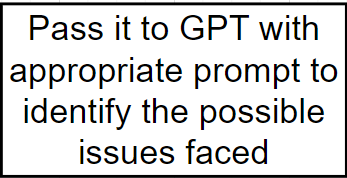 Pass it to GPT with
appropriate prompt to
identify the possible
issues faced